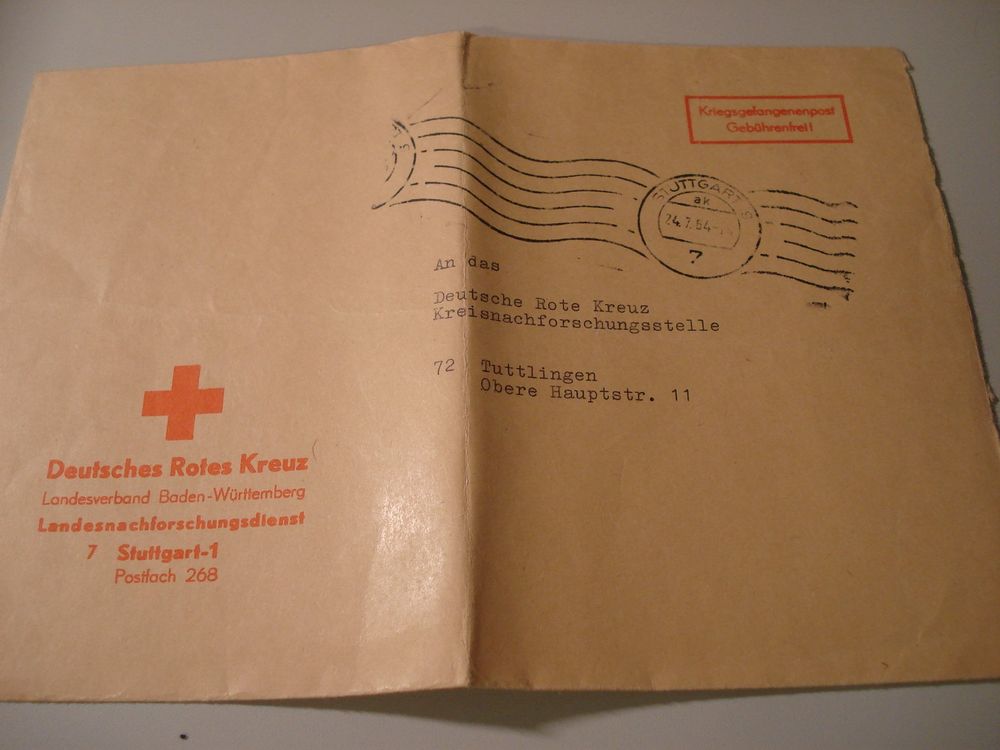 Kriegsgefangenenpost
Gebührenfrei!
STUTTGART 9
ak
24.7.64
7
An das
Deutsche Rote Kreuz
Kreisnachforschungsstelle
72 Tuttlingen
Obere Hauptstr. 11
Deutsches Rotes Kreuz
Landesverband Baden-Württemberg
Landesnachforschungsdienst
7 Stuttgart-1
Postfach 268